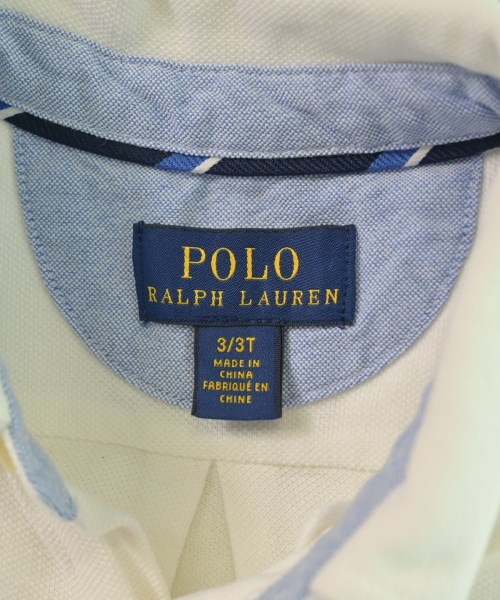 POLO
RALPH LAUREN
3/3T
MADE IN
CHINA
FABRIQUÉ EN
CHINE